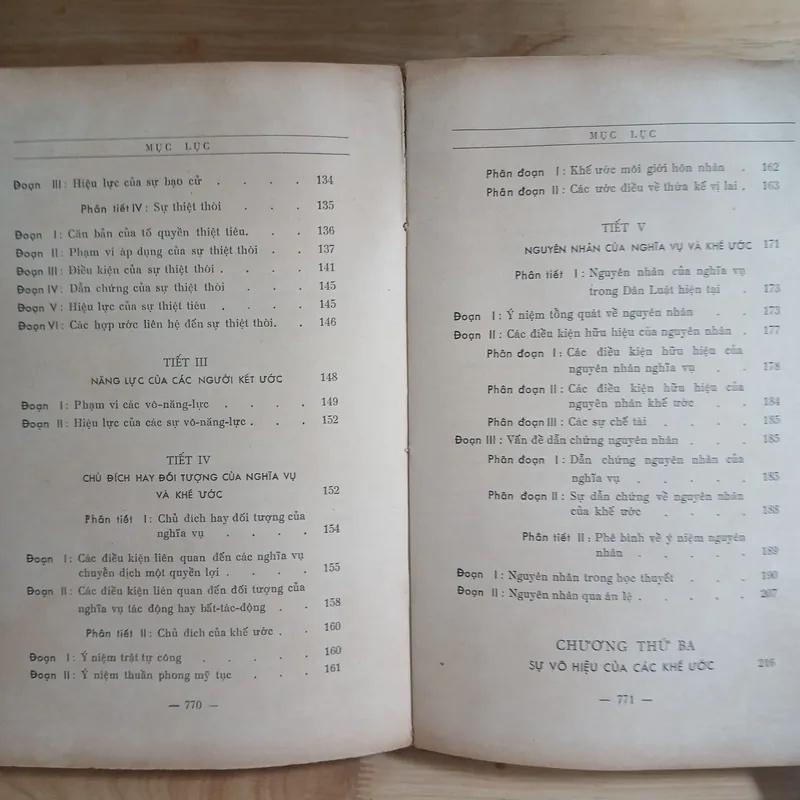 MỤC LỤC
Đoạn III : Hiệu lực của sự bạo cử . . . . 134
Phân tiết IV : Sự thiệt thòi . . . 135
Đoạn I : Căn bản của tố quyền thiệt tiêu. . . 136
Đoạn II : Phạm vi áp dụng của sự thiệt thòi . . . 137
Đoạn III : Điều kiện của sự thiệt thòi . . . . 141
Đoạn IV : Dẫn chứng của sự thiệt thòi . . . 145
Đoạn V : Hiệu lực của sự thiệt tiêu . . . . 145
Đoạn VI : Các hợp ước liên hệ đến sự thiệt thòi. . . 146
TIẾT III
NĂNG LỰC CỦA CÁC NGƯỜI KẾT ƯỚC 148
Đoạn I : Phạm vi các vô-năng-lực . . . . 149
Đoạn II : Hiệu lực của các sự vô-năng-lực . . . 152
TIẾT IV
CHỦ ĐÍCH HAY ĐỐI TƯỢNG CỦA NGHĨA VỤ
VÀ KHẾ ƯỚC 152
Phân tiết I : Chủ đích hay đối tượng của
nghĩa vụ . . . . 154
Đoạn I : Các điều kiện liên quan đến các nghĩa vụ
chuyển dịch một quyền lợi . . . . 155
Đoạn II : Các điều kiện liên quan đến đối tượng của
nghĩa vụ tác động hay bất-tác-động . . 158
Phân tiết II : Chủ đích của khế ước . . 160
Đoạn I : Ý niệm trật tự công . . . . 160
Đoạn II : Ý niệm thuần phong mỹ tục . . . 161
— 770 —
MỤC LỤC
Phân đoạn I : Khế ước môi giới hôn nhân . 162
Phân đoạn II : Các ước điều về thừa kế vị lai . 163
TIẾT V
NGUYÊN NHÂN CỦA NGHĨA VỤ VÀ KHẾ ƯỚC 171
Phân tiết I : Nguyên nhân của nghĩa vụ
trong Dân Luật hiện tại . 173
Đoạn I : Ý niệm tổng quát về nguyên nhân . . 173
Đoạn II : Các điều kiện hữu hiệu của nguyên nhân . 177
Phân đoạn I : Các điều kiện hữu hiệu của
nguyên nhân nghĩa vụ . . 178
Phân đoạn II : Các điều kiện hữu hiệu của
nguyên nhân khế ước . . 184
Phân đoạn III : Các sự chế tài . . . . 185
Đoạn III : Vấn đề dẫn chứng nguyên nhân . . . 185
Phân đoạn I : Dẫn chứng nguyên nhân của
nghĩa vụ . . . . . 185
Phân đoạn II : Sự dẫn chứng về nguyên nhân
của khế ước . . . . 188
Phân tiết II : Phê bình về ý niệm nguyên
nhân . . . . . 189
Đoạn I : Nguyên nhân trong học thuyết . . . 190
Đoạn II : Nguyên nhân qua án lệ . . . . 207
CHƯƠNG THỨ BA
SỰ VÔ HIỆU CỦA CÁC KHẾ ƯỚC 216
— 771 —